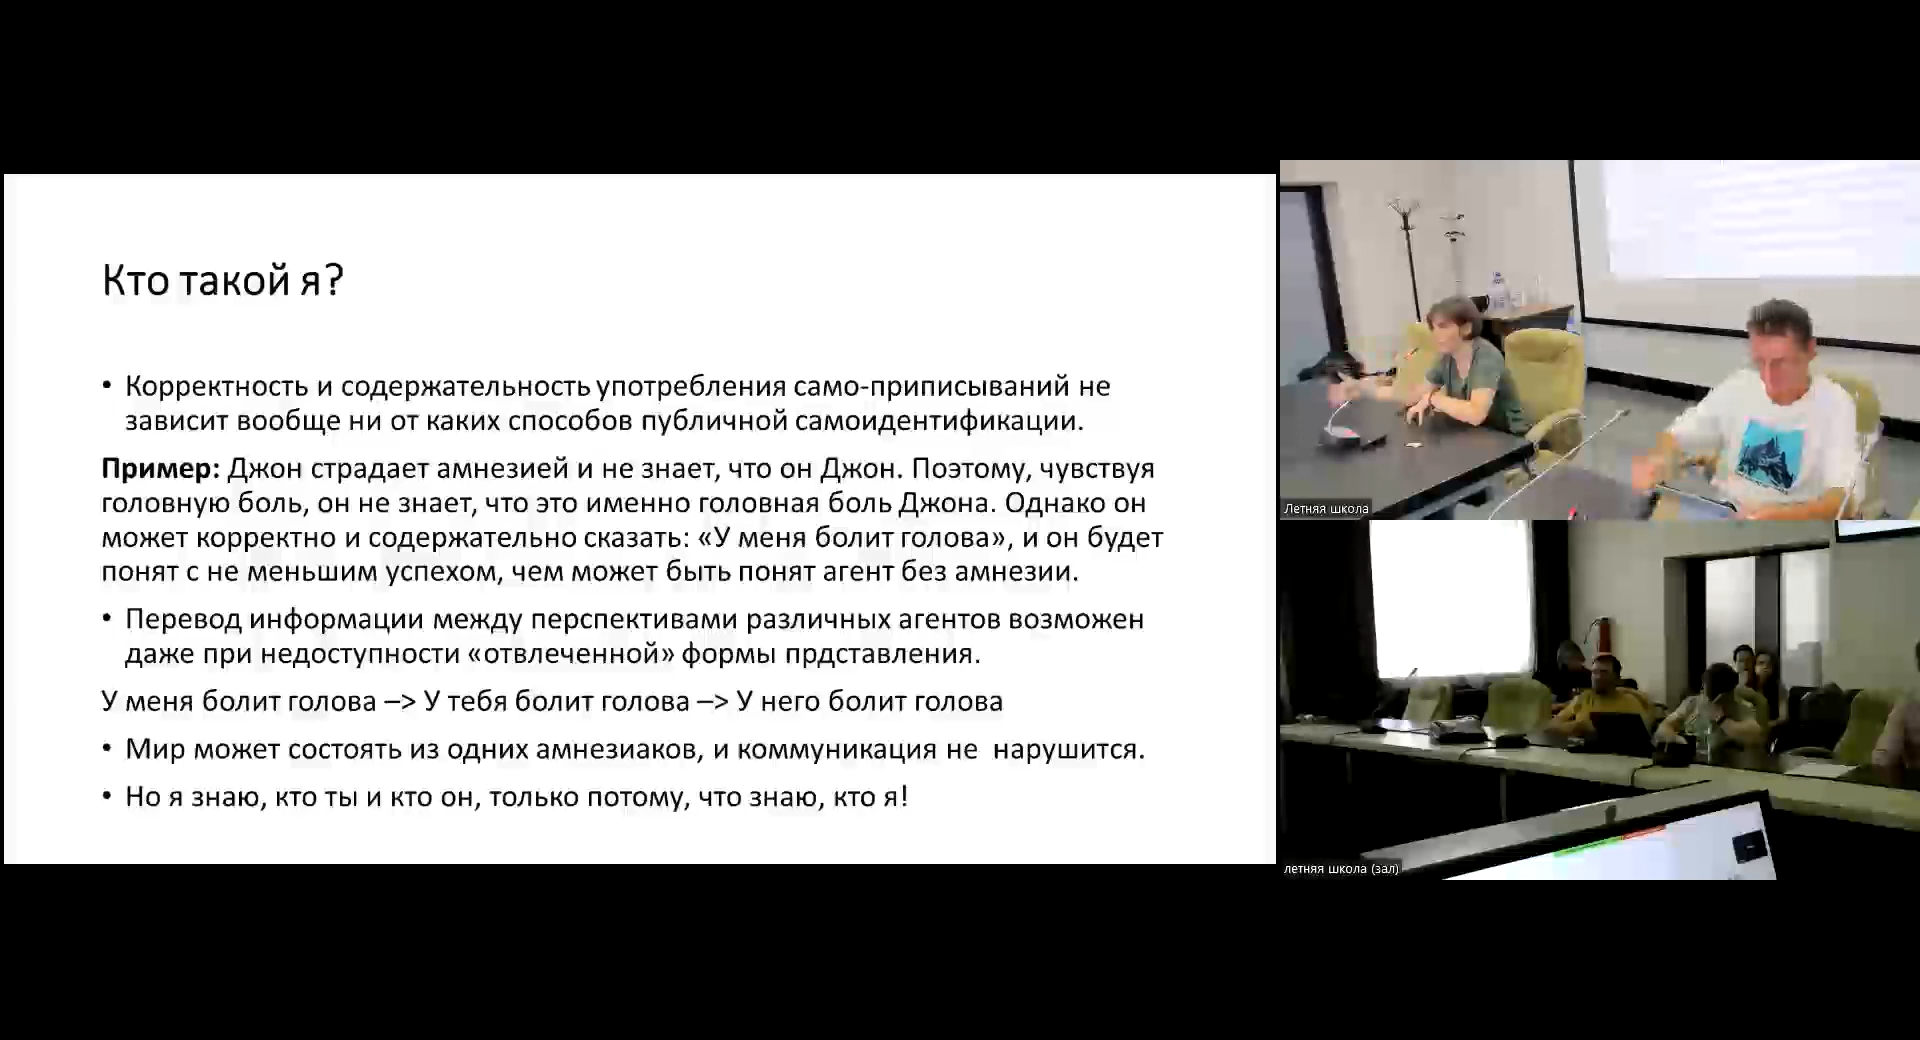 Кто такой я?
• Корректность и содержательность употребления само-приписываний не
зависит вообще ни от каких способов публичной самоидентификации.
Пример: Джон страдает амнезией и не знает, что он Джон. Поэтому, чувствуя
головную боль, он не знает, что это именно головная боль Джона. Однако он
может корректно и содержательно сказать: «У меня болит голова», и он будет
понят с не меньшим успехом, чем может быть понят агент без амнезии.
• Перевод информации между перспективами различных агентов возможен
даже при недоступности «отвлеченной» формы прдставления.
У меня болит голова –> У тебя болит голова –> У него болит голова
• Мир может состоять из одних амнезиаков, и коммуникация не нарушится.
• Но я знаю, кто ты и кто он, только потому, что знаю, кто я!
Летняя школа
летняя школа (зал)